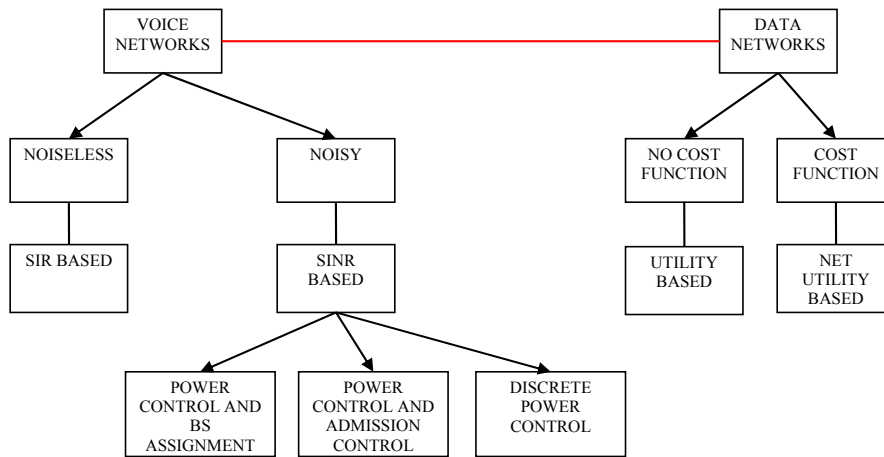 VOICE
NETWORKS
DATA
NETWORKS
NOISELESS
NOISY
NO COST
FUNCTION
COST
FUNCTION
SIR BASED
SINR
BASED
UTILITY
BASED
NET
UTILITY
BASED
POWER
CONTROL AND
BS
ASSIGNMENT
POWER
CONTROL AND
ADMISSION
CONTROL
DISCRETE
POWER
CONTROL